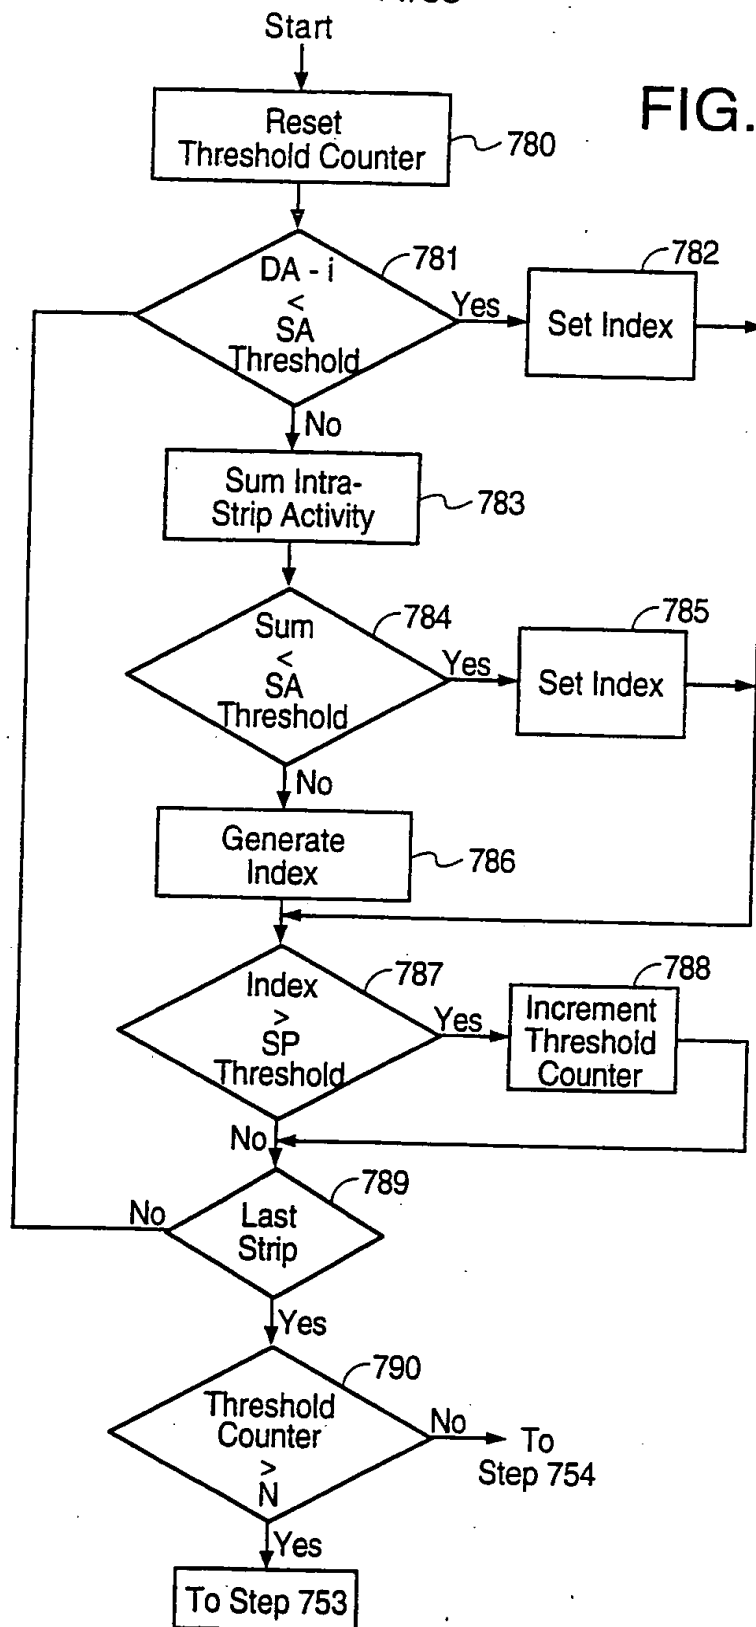 Start
FIG.
Reset
Threshold Counter
780
DA - i
<
SA
Threshold
781
Yes
782
Set Index
No
Sum Intra-
Strip Activity
783
Sum
<
SA
Threshold
784
Yes
785
Set Index
No
Generate
Index
786
Index
>
SP
Threshold
787
Yes
788
Increment
Threshold
Counter
No
Last
Strip
789
No
Yes
Threshold
Counter
>
N
790
No
To
Step 754
Yes
To Step 753